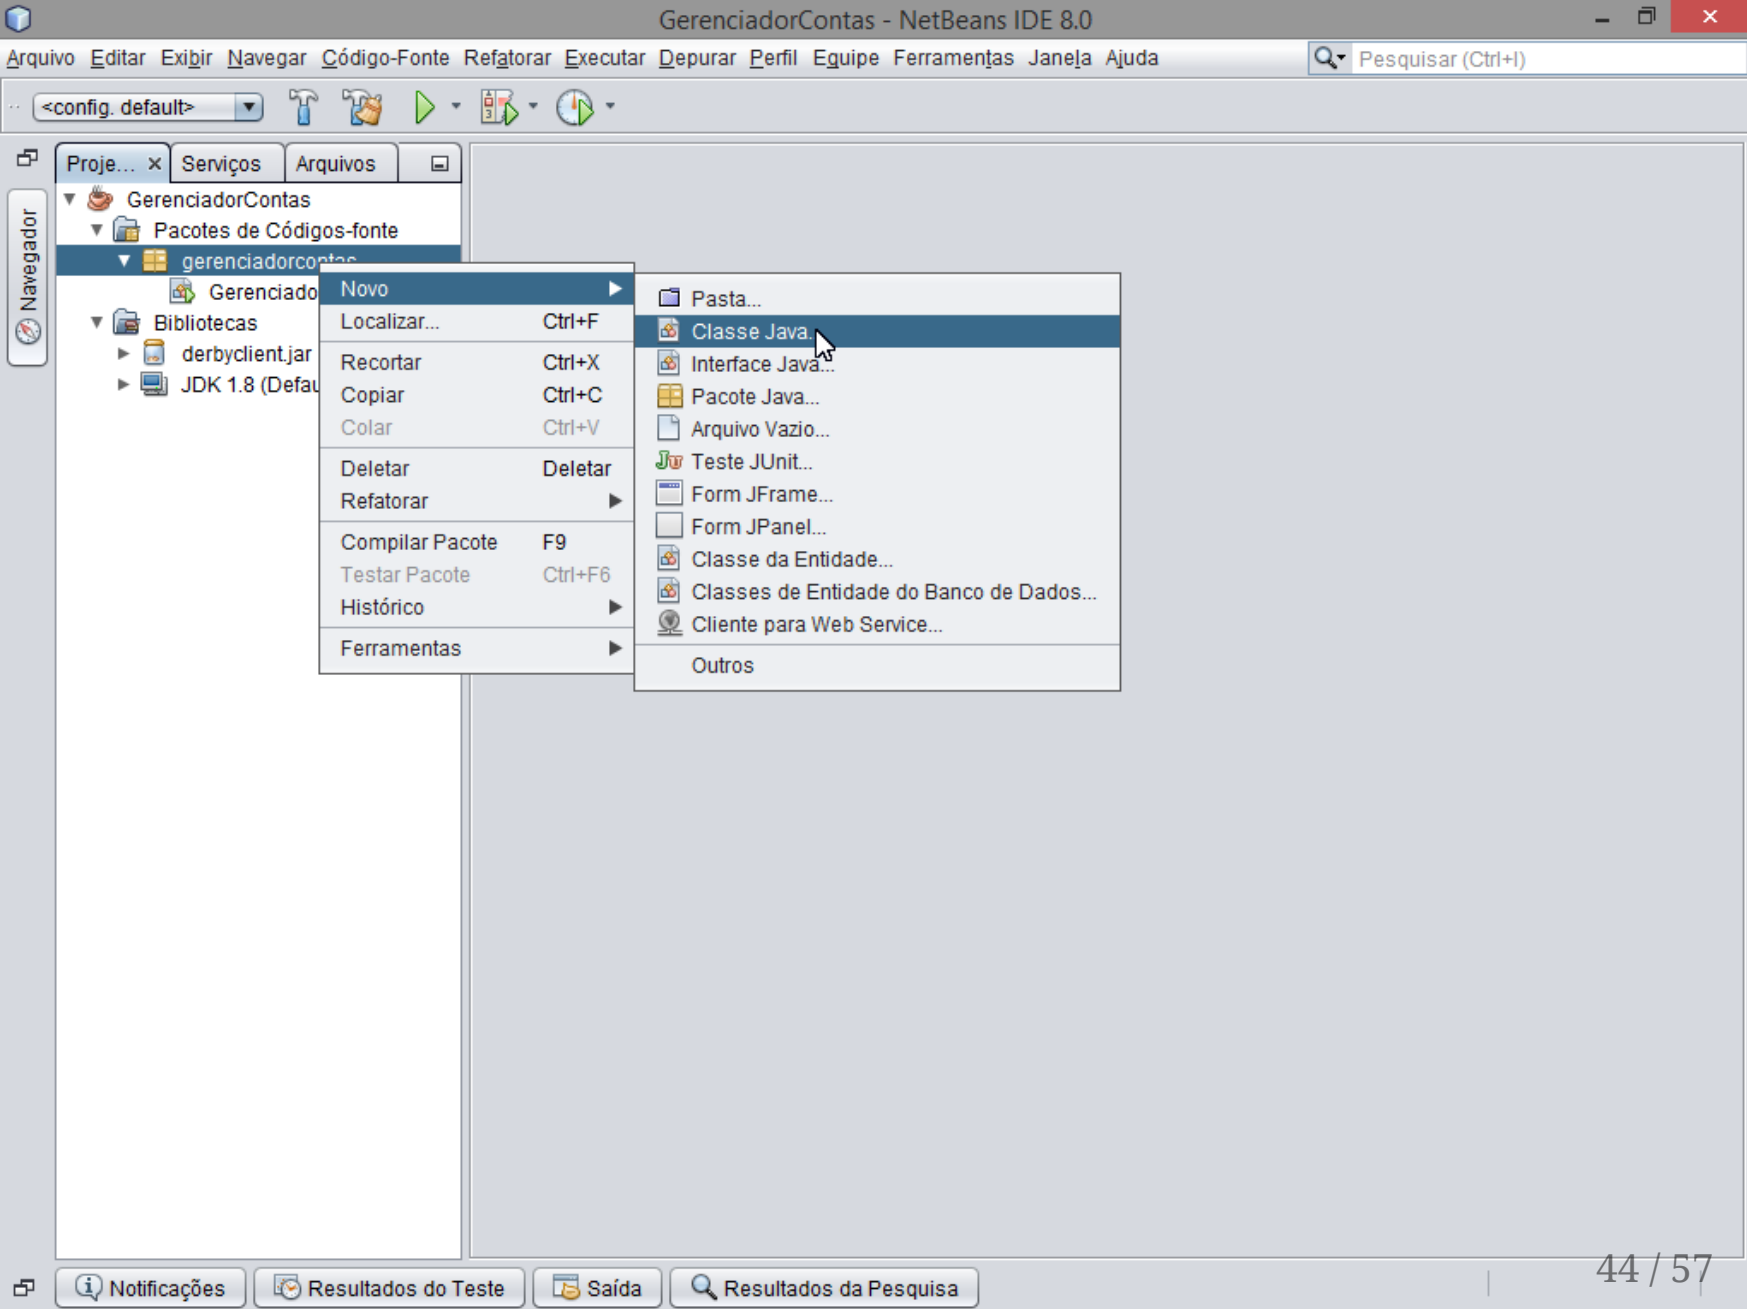 GerenciadorContas - NetBeans IDE 8.0
Arquivo Editar Exibir Navegar Código-Fonte Refatorar Executar Depurar Perfil Equipe Ferramentas Janela Ajuda
Pesquisar (Ctrl+I)
<config. default>
Proje... Serviços Arquivos
Navegador
GerenciadorContas
Pacotes de Códigos-fonte
gerenciadorcontas
Gerenciado
Bibliotecas
derbyclient.jar
JDK 1.8 (Defau
Novo
Localizar... Ctrl+F
Recortar Ctrl+X
Copiar Ctrl+C
Colar Ctrl+V
Deletar Deletar
Refatorar
Compilar Pacote F9
Testar Pacote Ctrl+F6
Histórico
Ferramentas
Pasta...
Classe Java...
Interface Java...
Pacote Java...
Arquivo Vazio...
Teste JUnit...
Form JFrame...
Form JPanel...
Classe da Entidade...
Classes de Entidade do Banco de Dados...
Cliente para Web Service...
Outros
Notificações Resultados do Teste Saída Resultados da Pesquisa
44 / 57